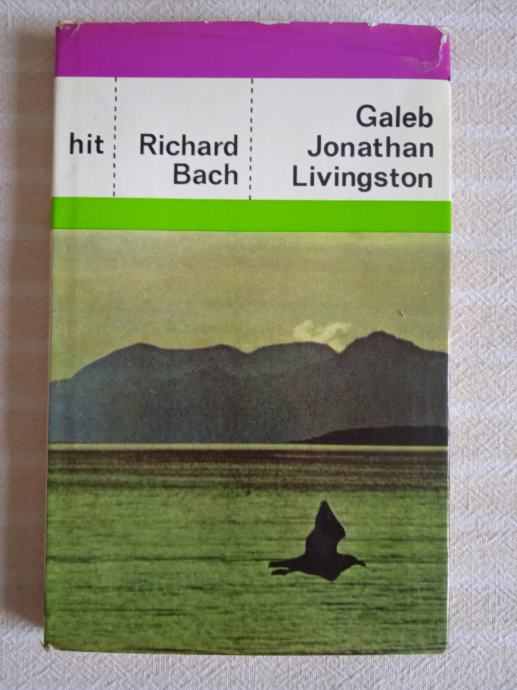 hit
Richard
Bach
Galeb
Jonathan
Livingston